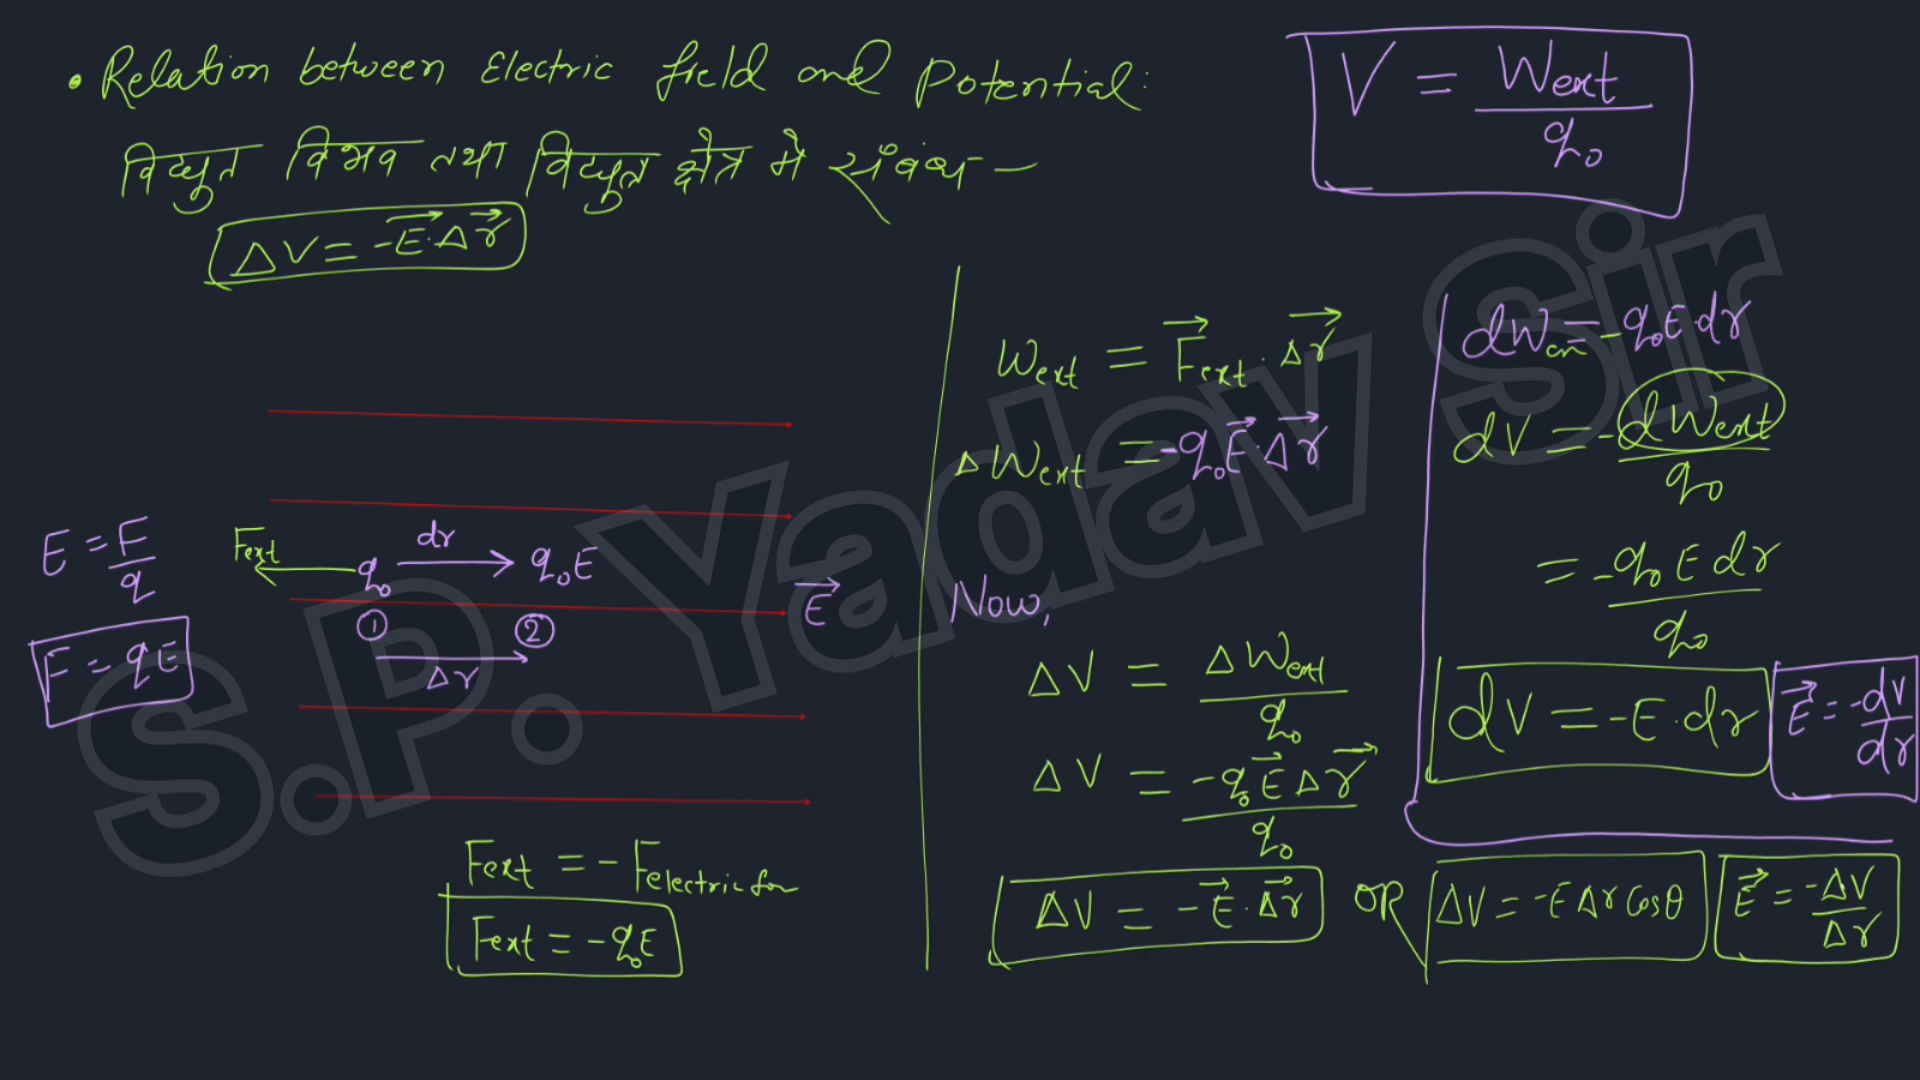 • Relation between Electric field and Potential:
विद्युत विभव तथा विद्युत क्षेत्र मे संबंध —
ΔV = -E⃗·Δr⃗
V = Wext / q₀
E = F / q
F = qE
Fext
q₀
dr
q₀E
① ②
Δr
E⃗
Fext = - Felectric for
Fext = -q₀E
Wext = F⃗ext · Δr⃗
ΔWext = -q₀E⃗·Δr⃗
Now,
ΔV = ΔWext / q₀
ΔV = -q₀E⃗ Δr⃗ / q₀
ΔV = -E⃗·Δr⃗ OR ΔV = -EΔr Cosθ
E⃗ = -ΔV / Δr
= -q₀E·dr
dV = -dWext / q₀
= -q₀E dr / q₀
dV = -E·dr
E⃗ = -dV / dr
S.P. Yadav Sir